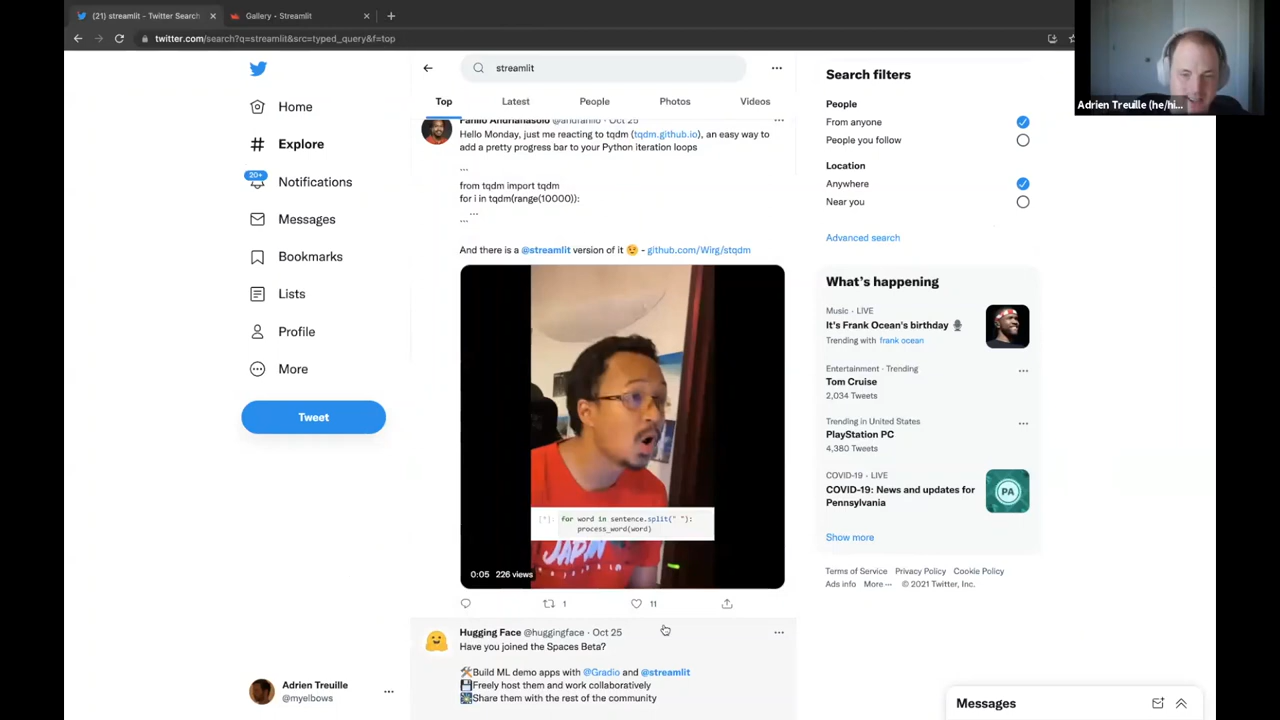 (21) streamlit - Twitter Search
Gallery - Streamlit
twitter.com/search?q=streamlit&src=typed_query&f=top
Adrien Treuille (he/hi...
streamlit
Top
Latest
People
Photos
Videos
Home
Explore
20+
Notifications
Messages
Bookmarks
Lists
Profile
More
Tweet
Adrien Treuille
@myelbows
Oct 25
Hello Monday, just me reacting to tqdm (tqdm.github.io), an easy way to
add a pretty progress bar to your Python iteration loops
```
from tqdm import tqdm
for i in tqdm(range(10000)):
...
```
And there is a @streamlit version of it 😉 - github.com/Wirg/stqdm
[*]: for word in sentence.split(" "):
process_word(word)
JAPAN
0:05 226 views
1
11
Hugging Face @huggingface · Oct 25
Have you joined the Spaces Beta?
🛠️Build ML demo apps with @Gradio and @streamlit
💾Freely host them and work collaboratively
🎆Share them with the rest of the community
Search filters
People
From anyone
People you follow
Location
Anywhere
Near you
Advanced search
What's happening
Music · LIVE
It's Frank Ocean's birthday 🎙️
Trending with frank ocean
Entertainment · Trending
Tom Cruise
2,034 Tweets
Trending in United States
PlayStation PC
4,380 Tweets
COVID-19 · LIVE
COVID-19: News and updates for
Pennsylvania
PA
Show more
Terms of Service Privacy Policy Cookie Policy
Ads info More ··· © 2021 Twitter, Inc.
Messages